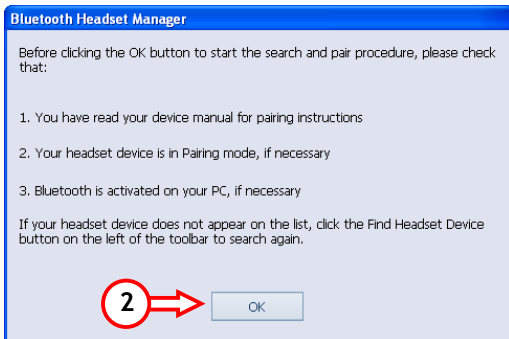 Bluetooth Headset Manager
Before clicking the OK button to start the search and pair procedure, please check
that:
1. You have read your device manual for pairing instructions
2. Your headset device is in Pairing mode, if necessary
3. Bluetooth is activated on your PC, if necessary
If your headset device does not appear on the list, click the Find Headset Device
button on the left of the toolbar to search again.
2 OK